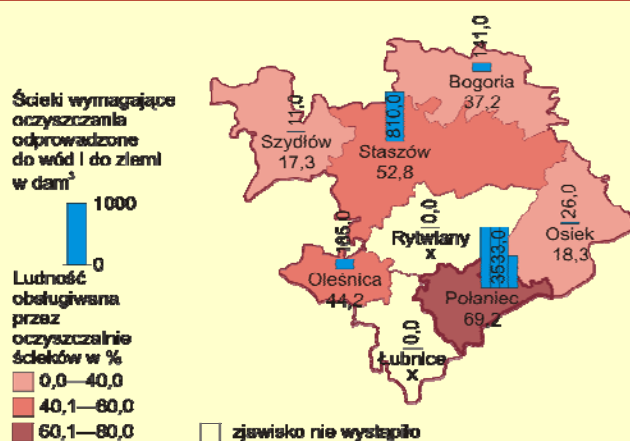 Ścieki wymagające
oczyszczania
odprowadzone
do wód i do ziemi
w dam³
1000
0
Ludność
obsługiwana
przez
oczyszczalnie
ścieków w %
0,0—40,0
40,1—60,0
60,1—80,0
zjawisko nie wystąpiło
141,0
Bogoria
37,2
11,0
Szydłów
17,3
810,0
Staszów
52,8
26,0
Osiek
18,3
0,0
Rytwiany
x
185,0
Oleśnica
44,2
3533,0
Połaniec
69,2
0,0
Łubnice
x